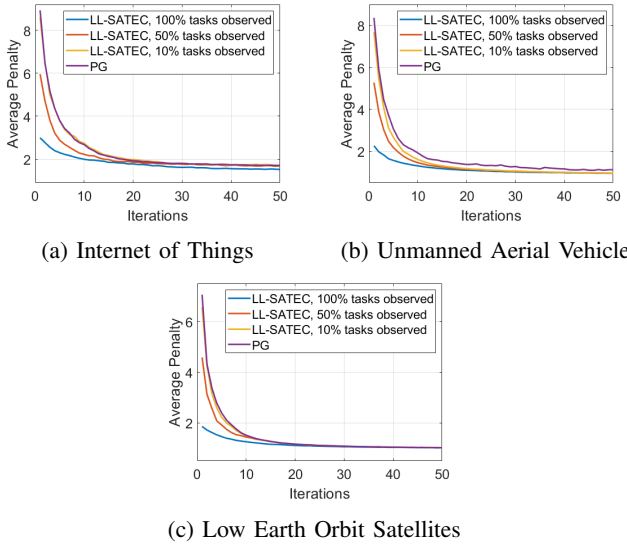 LL-SATEC, 100% tasks observed
LL-SATEC, 50% tasks observed
LL-SATEC, 10% tasks observed
PG
Average Penalty
8
6
4
2
0 10 20 30 40 50
Iterations
(a) Internet of Things
LL-SATEC, 100% tasks observed
LL-SATEC, 50% tasks observed
LL-SATEC, 10% tasks observed
PG
Average Penalty
8
6
4
2
0 10 20 30 40 50
Iterations
(b) Unmanned Aerial Vehicle
LL-SATEC, 100% tasks observed
LL-SATEC, 50% tasks observed
LL-SATEC, 10% tasks observed
PG
Average Penalty
6
4
2
0 10 20 30 40 50
Iterations
(c) Low Earth Orbit Satellites